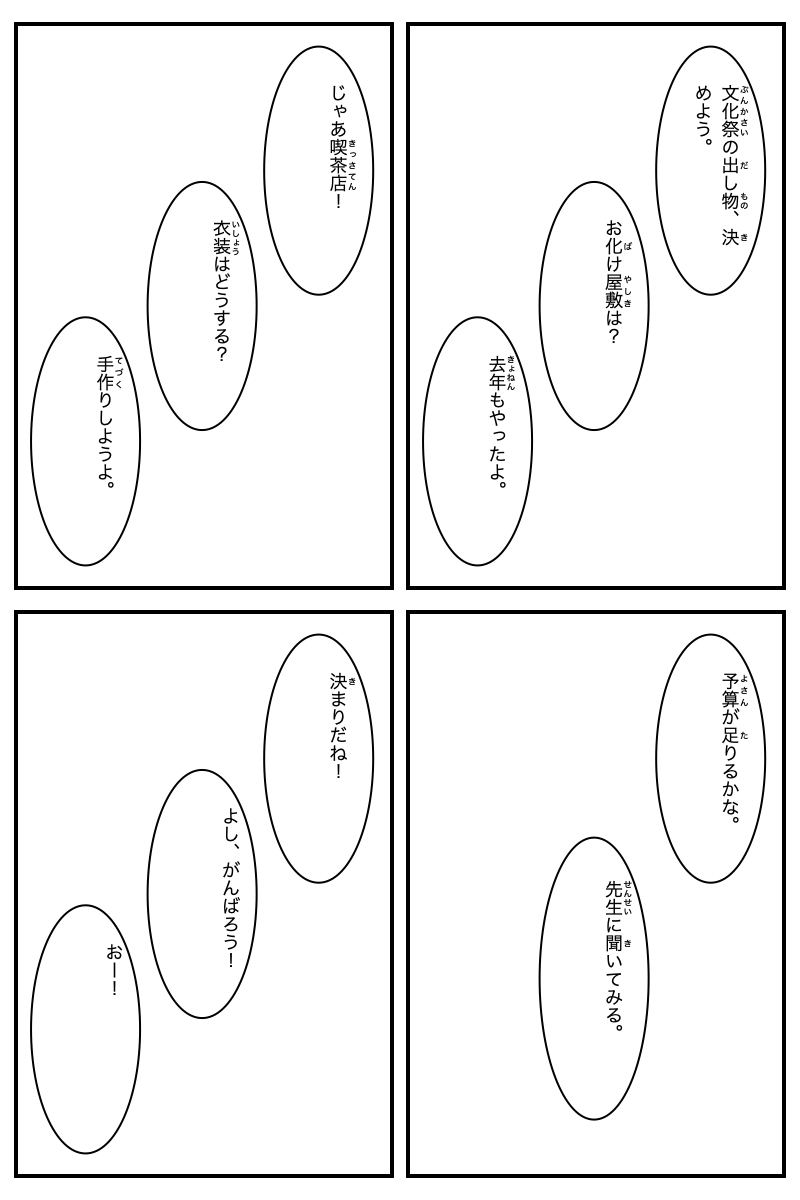 文化祭の出し物、決
めよう。
お化け屋敷は？
去年もやったよ。
じゃあ喫茶店！
衣装はどうする？
手作りしようよ。
予算が足りるかな。
先生に聞いてみる。
決まりだね！
よし、がんばろう！
おー！